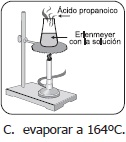 Ácido propanoico
Erlenmeyer
con la solución
C. evaporar a 164ºC.